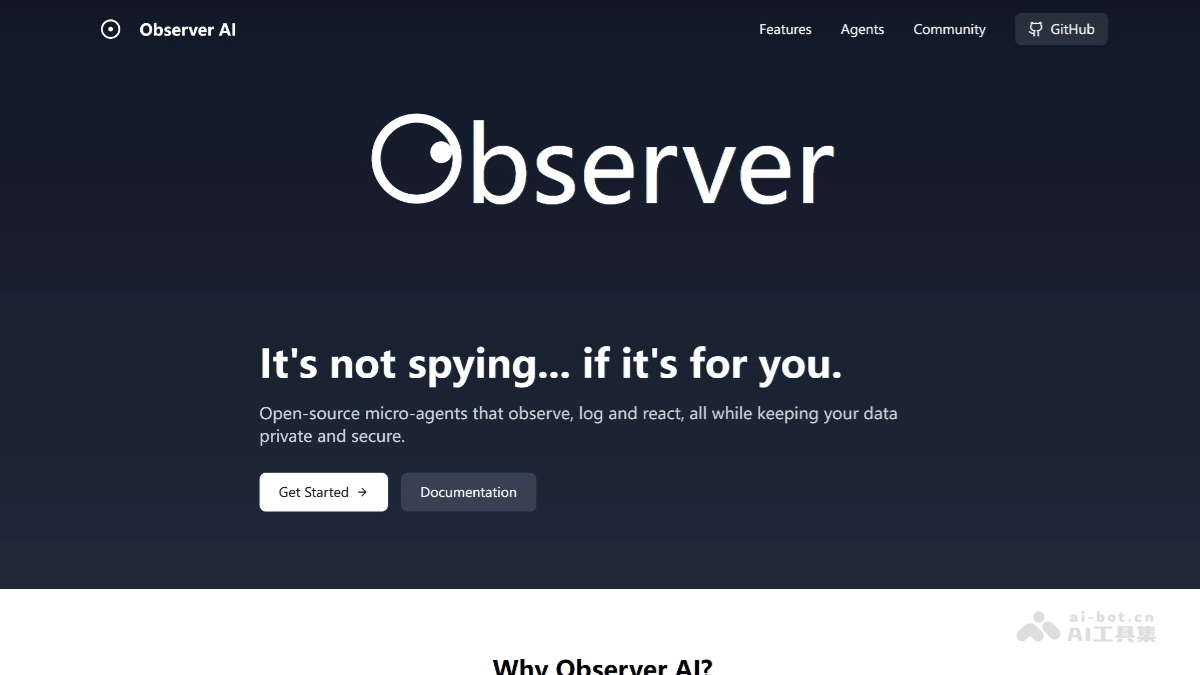 Observer AI
Features
Agents
Community
GitHub
Observer
It's not spying... if it's for you.
Open-source micro-agents that observe, log and react, all while keeping your data
private and secure.
Get Started →
Documentation
ai-bot.cn
AI工具集
Why Observer AI?